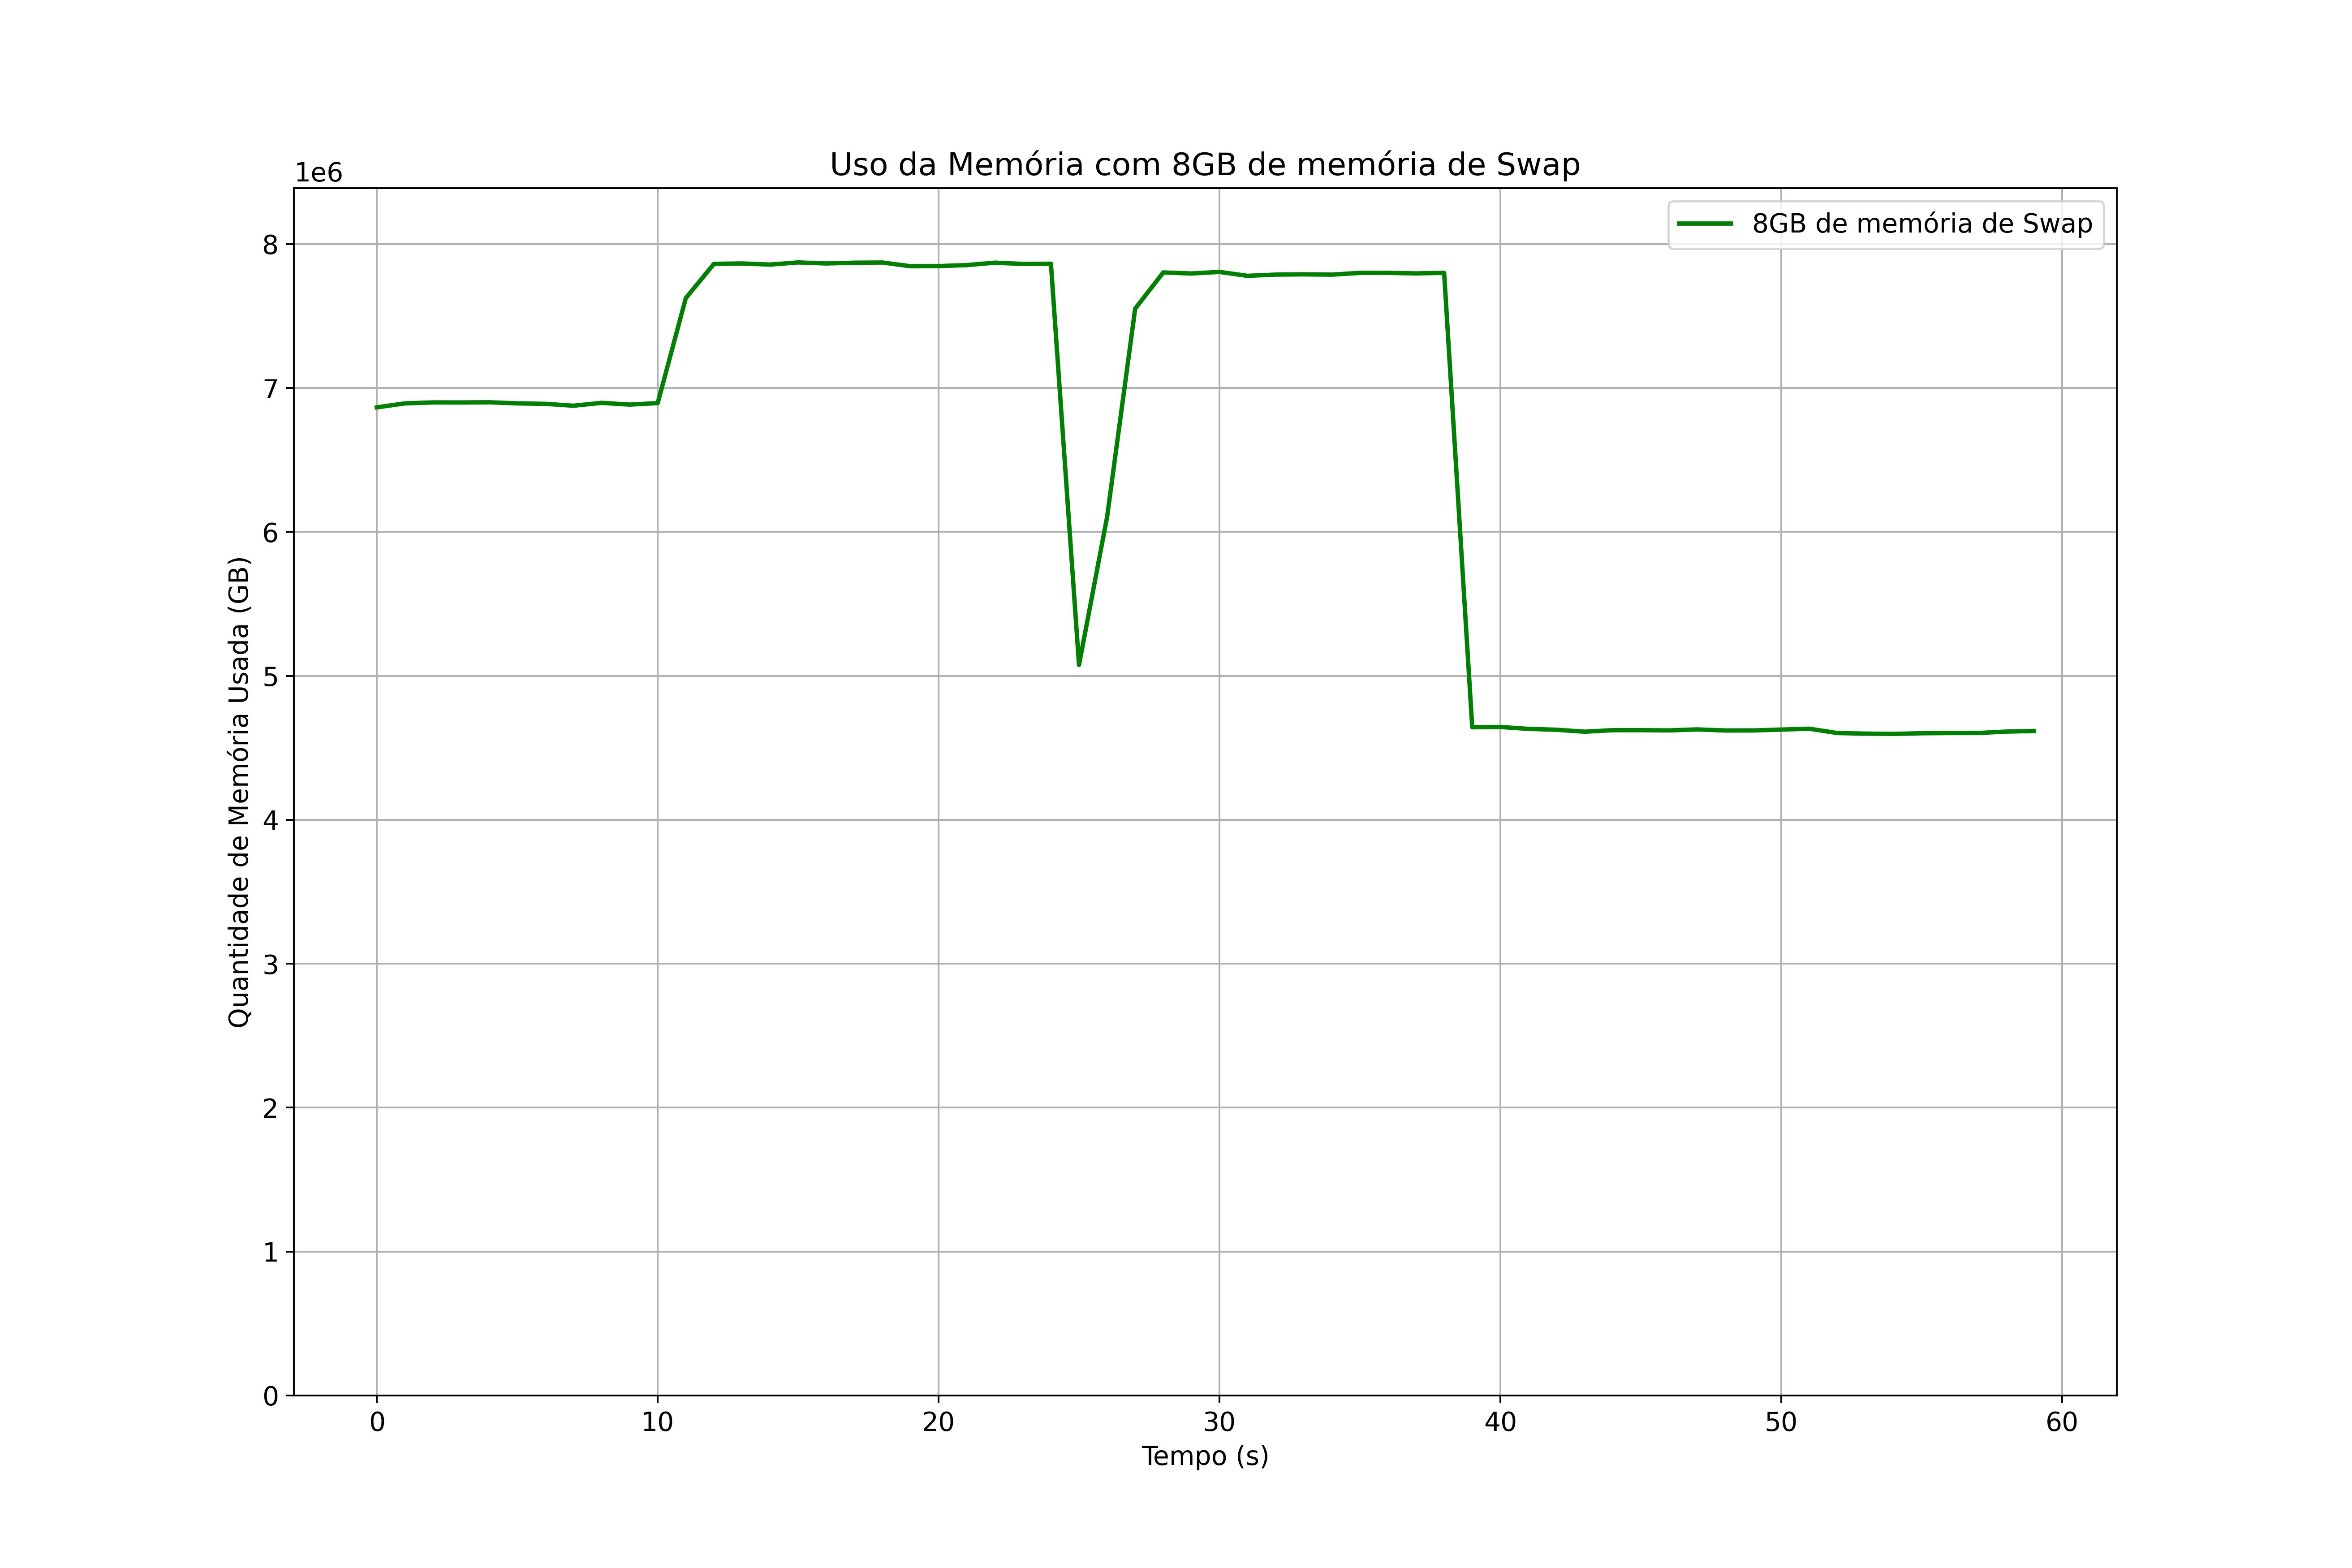 Uso da Memória com 8GB de memória de Swap
1e6
8GB de memória de Swap
8
7
6
5
4
3
2
1
0
Quantidade de Memória Usada (GB)
0 10 20 30 40 50 60
Tempo (s)